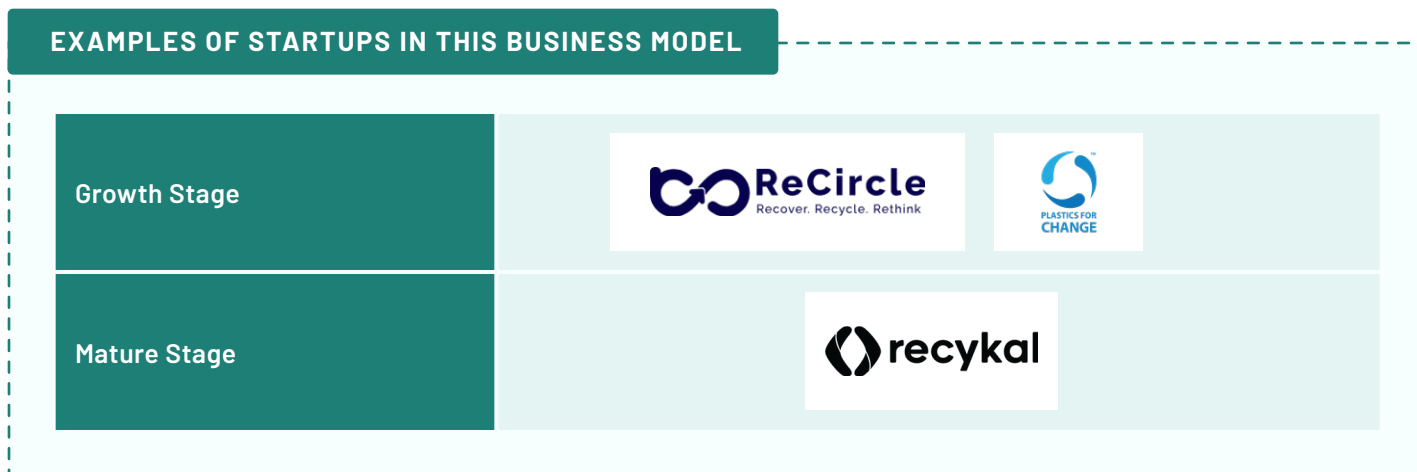 EXAMPLES OF STARTUPS IN THIS BUSINESS MODEL
Growth Stage
ReCircle
Recover. Recycle. Rethink
PLASTICS FOR
CHANGE
™
Mature Stage
recykal